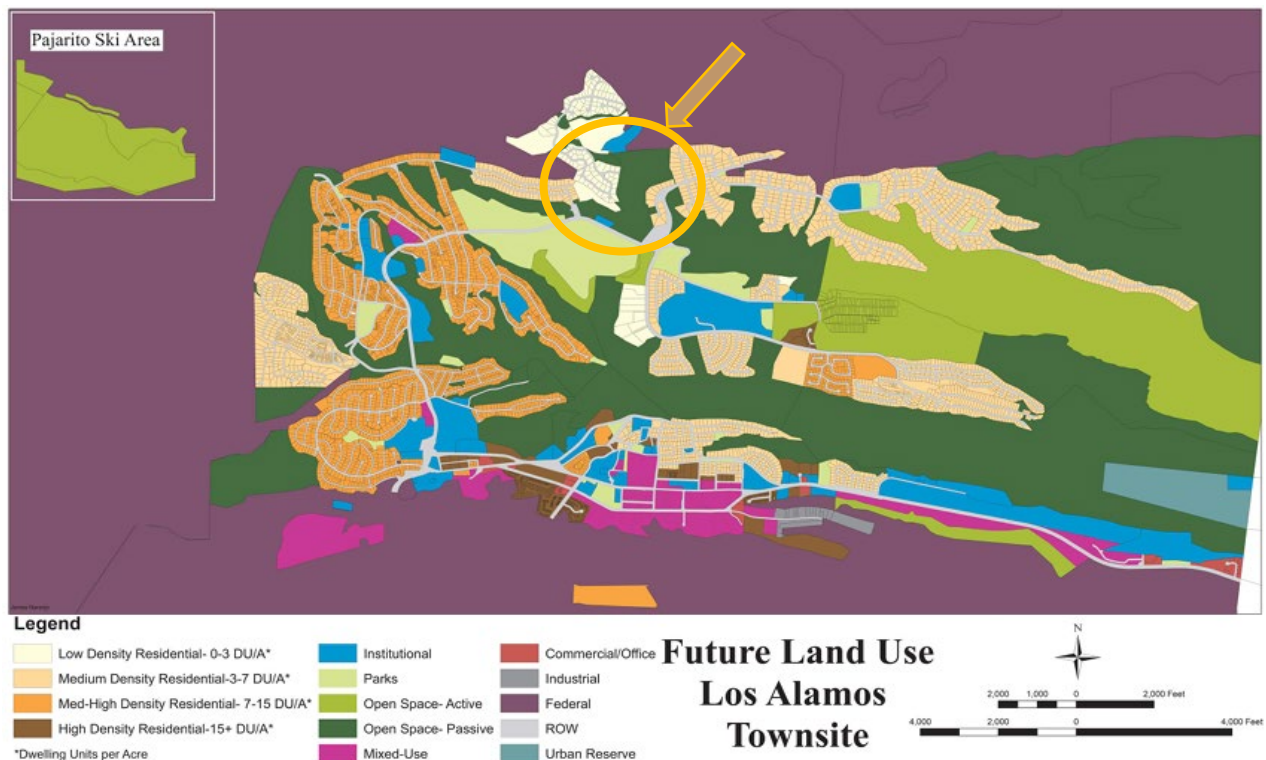 Pajarito Ski Area
Legend
Low Density Residential- 0-3 DU/A*
Medium Density Residential-3-7 DU/A*
Med-High Density Residential- 7-15 DU/A*
High Density Residential-15+ DU/A*
*Dwelling Units per Acre
Institutional
Parks
Open Space- Active
Open Space- Passive
Mixed-Use
Commercial/Office
Industrial
Federal
ROW
Urban Reserve
Future Land Use
Los Alamos
Townsite
N
2,000 1,000 0 2,000 Feet
4,000 2,000 0 4,000 Feet